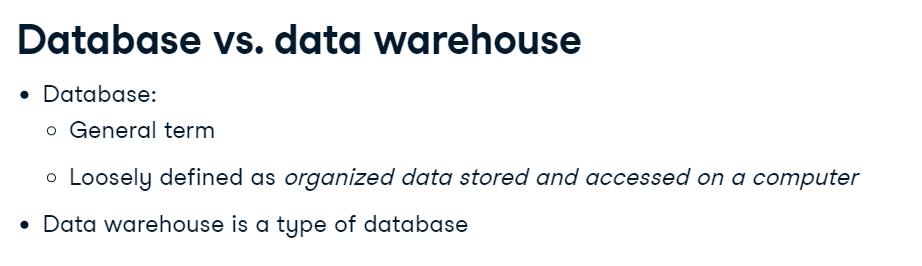 Database vs. data warehouse
• Database:
◦ General term
◦ Loosely defined as organized data stored and accessed on a computer
• Data warehouse is a type of database